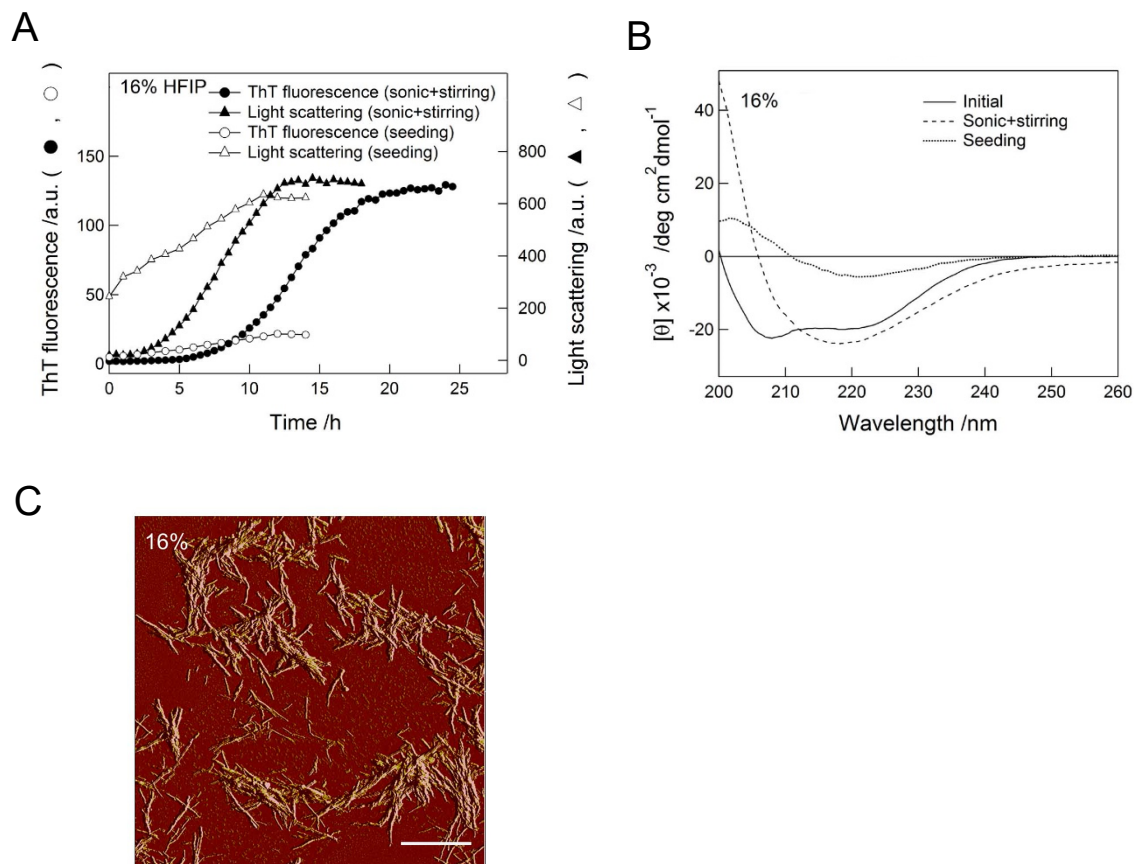 A
16% HFIP
ThT fluorescence (sonic+stirring)
Light scattering (sonic+stirring)
ThT fluorescence (seeding)
Light scattering (seeding)
ThT fluorescence /a.u. (●, ○)
150
100
50
0
Light scattering /a.u. (▲, △)
800
600
400
200
0
0 5 10 15 20 25
Time /h
B
16%
Initial
Sonic+stirring
Seeding
[θ] x10⁻³ /deg cm² dmol⁻¹
40
20
0
-20
200 210 220 230 240 250 260
Wavelength /nm
C
16%